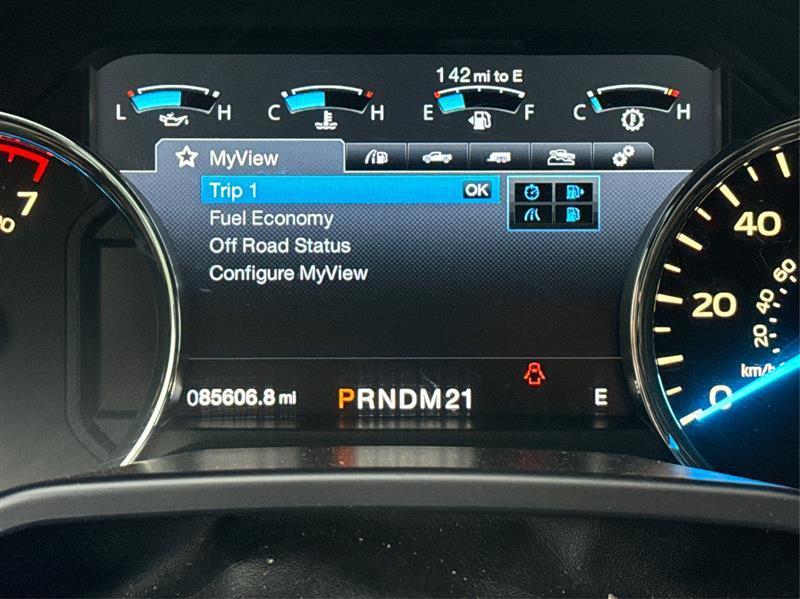 142 mi to E
L H
C H
E F
C H
MyView
Trip 1 OK
Fuel Economy
Off Road Status
Configure MyView
085606.8 mi
PRNDM21
E
7
40
20
0
60
40
20